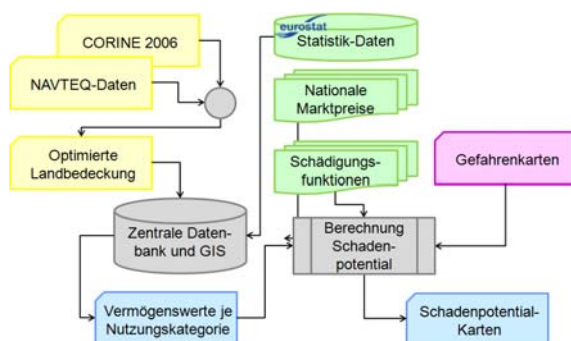 CORINE 2006
NAVTEQ-Daten
eurostat
Statistik-Daten
Nationale
Marktpreise
Optimierte
Landbedeckung
Schädigungs-
funktionen
Gefahrenkarten
Zentrale Daten-
bank und GIS
Berechnung
Schaden-
potential
Vermögenswerte je
Nutzungskategorie
Schadenpotential-
Karten